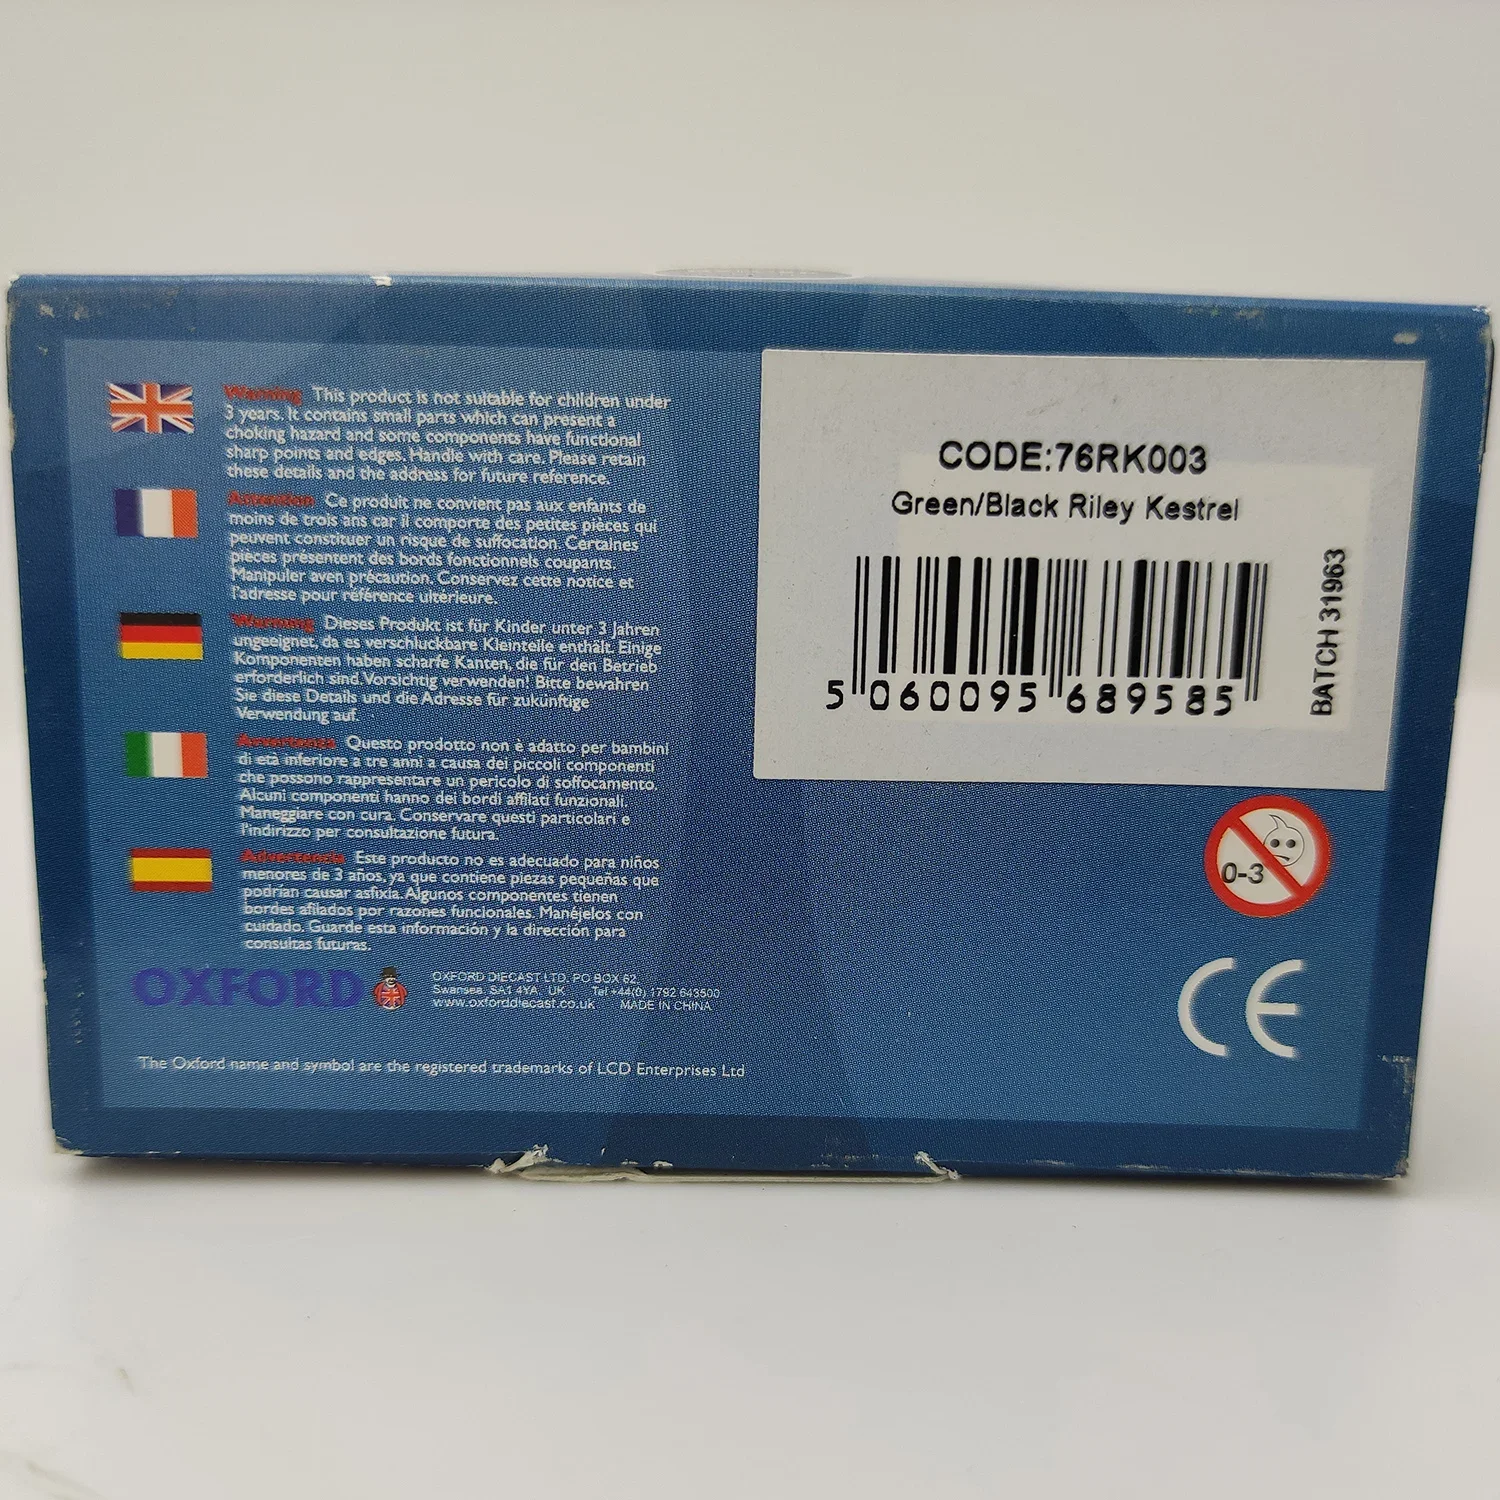 Warning This product is not suitable for children under
3 years. It contains small parts which can present a
choking hazard and some components have functional
sharp points and edges. Handle with care. Please retain
these details and the address for future reference.
Attention Ce produit ne convient pas aux enfants de
moins de trois ans car il comporte des petites pièces qui
peuvent constituer un risque de suffocation. Certaines
pièces présentent des bords fonctionnels coupants.
Manipuler aven précaution. Conservez cette notice et
l'adresse pour référence ultérieure.
Warnung Dieses Produkt ist für Kinder unter 3 Jahren
ungeeignet, da es verschluckbare Kleinteile enthält. Einige
Komponenten haben scharfe Kanten, die für den Betrieb
erforderlich sind. Vorsichtig verwenden! Bitte bewahren
Sie diese Details und die Adresse für zukünftige
Verwendung auf.
Avvertenza Questo prodotto non è adatto per bambini
di età inferiore a tre anni a causa dei piccoli componenti
che possono rappresentare un pericolo di soffocamento.
Alcuni componenti hanno dei bordi affilati funzionali.
Maneggiare con cura. Conservare questi particolari e
l'indirizzo per consultazione futura.
Advertencia Este producto no es adecuado para niños
menores de 3 años, ya que contiene piezas pequeñas que
podrían causar asfixia. Algunos componentes tienen
bordes afilados por razones funcionales. Manéjelos con
cuidado. Guarde esta información y la dirección para
consultas futuras.
OXFORD
OXFORD DIECAST LTD. PO BOX 62,
Swansea. SA1 4YA. UK Tel +44(0) 1792 643500
www.oxforddiecast.co.uk MADE IN CHINA
The Oxford name and symbol are the registered trademarks of LCD Enterprises Ltd
CODE:76RK003
Green/Black Riley Kestrel
5 060095 689585
BATCH 31963
0-3
CE